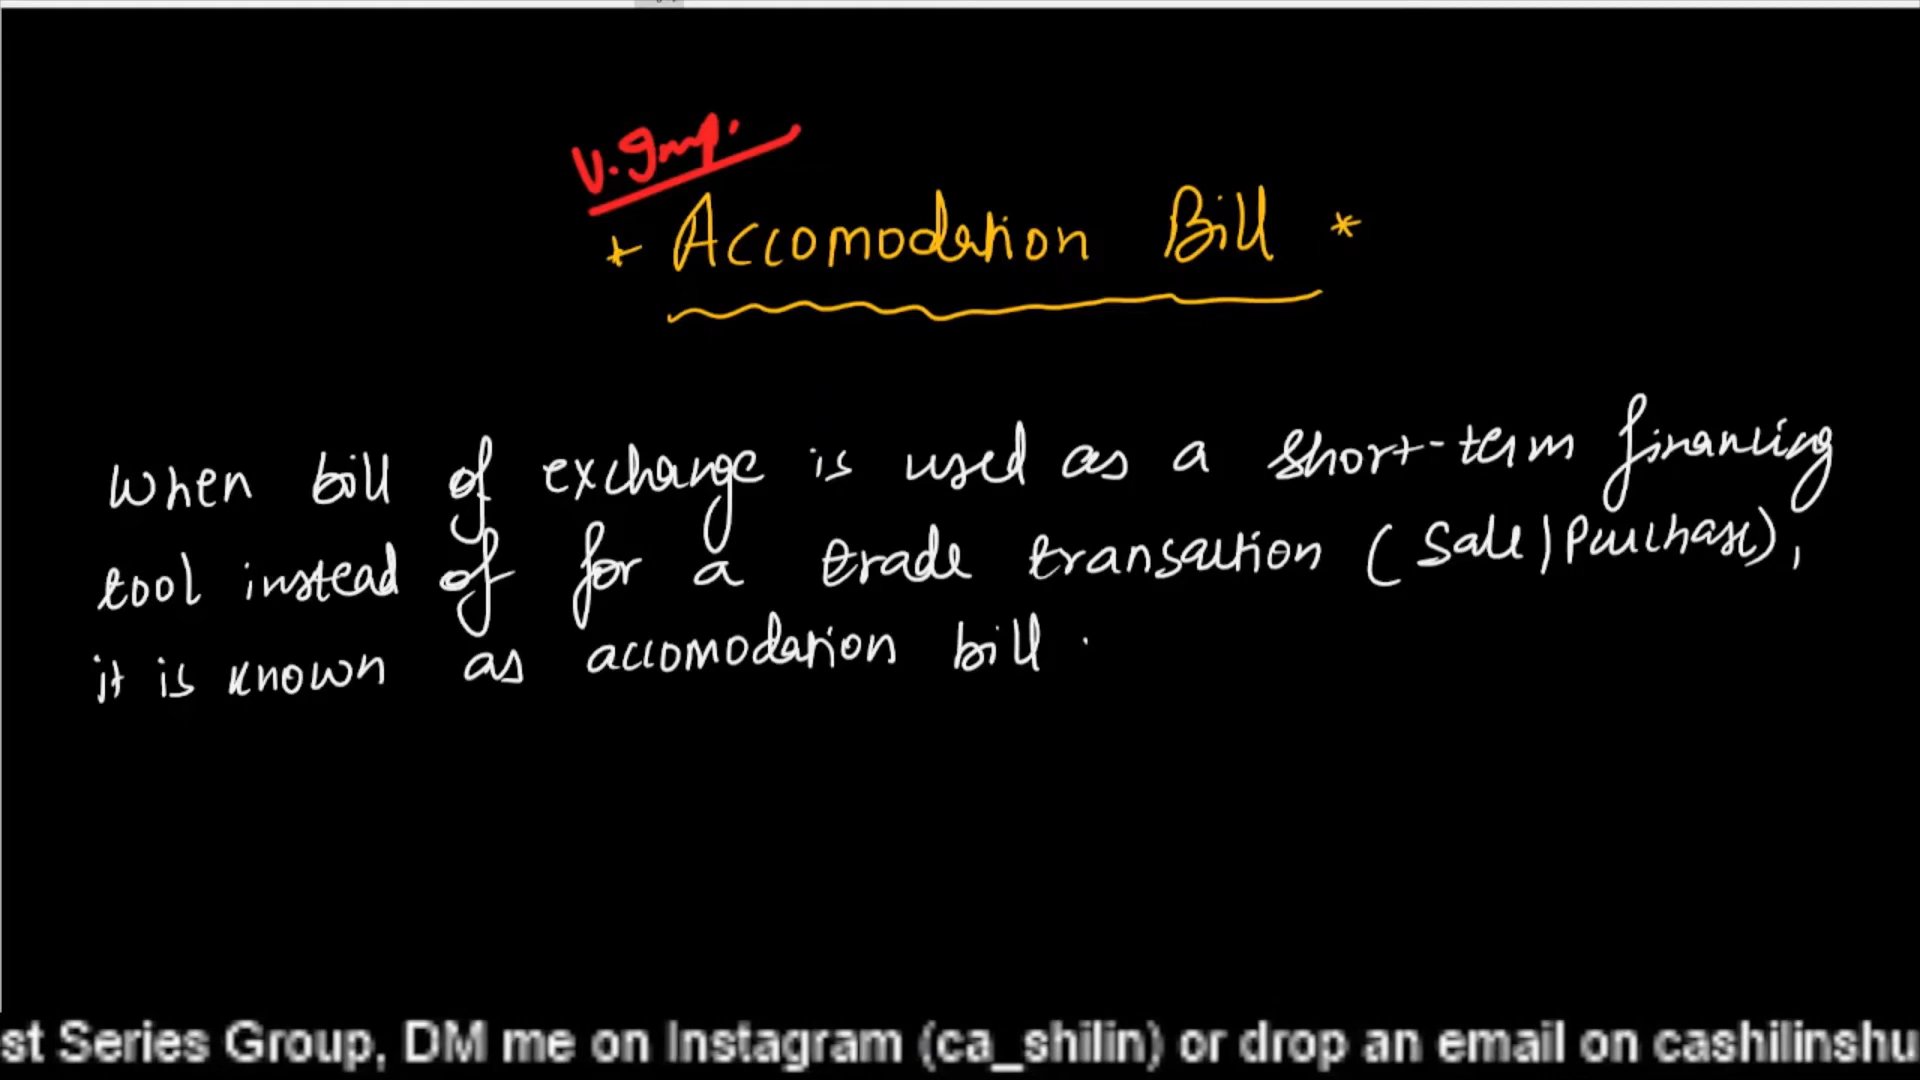 V. Imp.
* Accomodation Bill *
When bill of exchange is used as a short-term financing
tool instead of for a trade transaction (Sale/Purchase),
it is known as accomodation bill.
st Series Group, DM me on Instagram (ca_shilin) or drop an email on cashilinshu